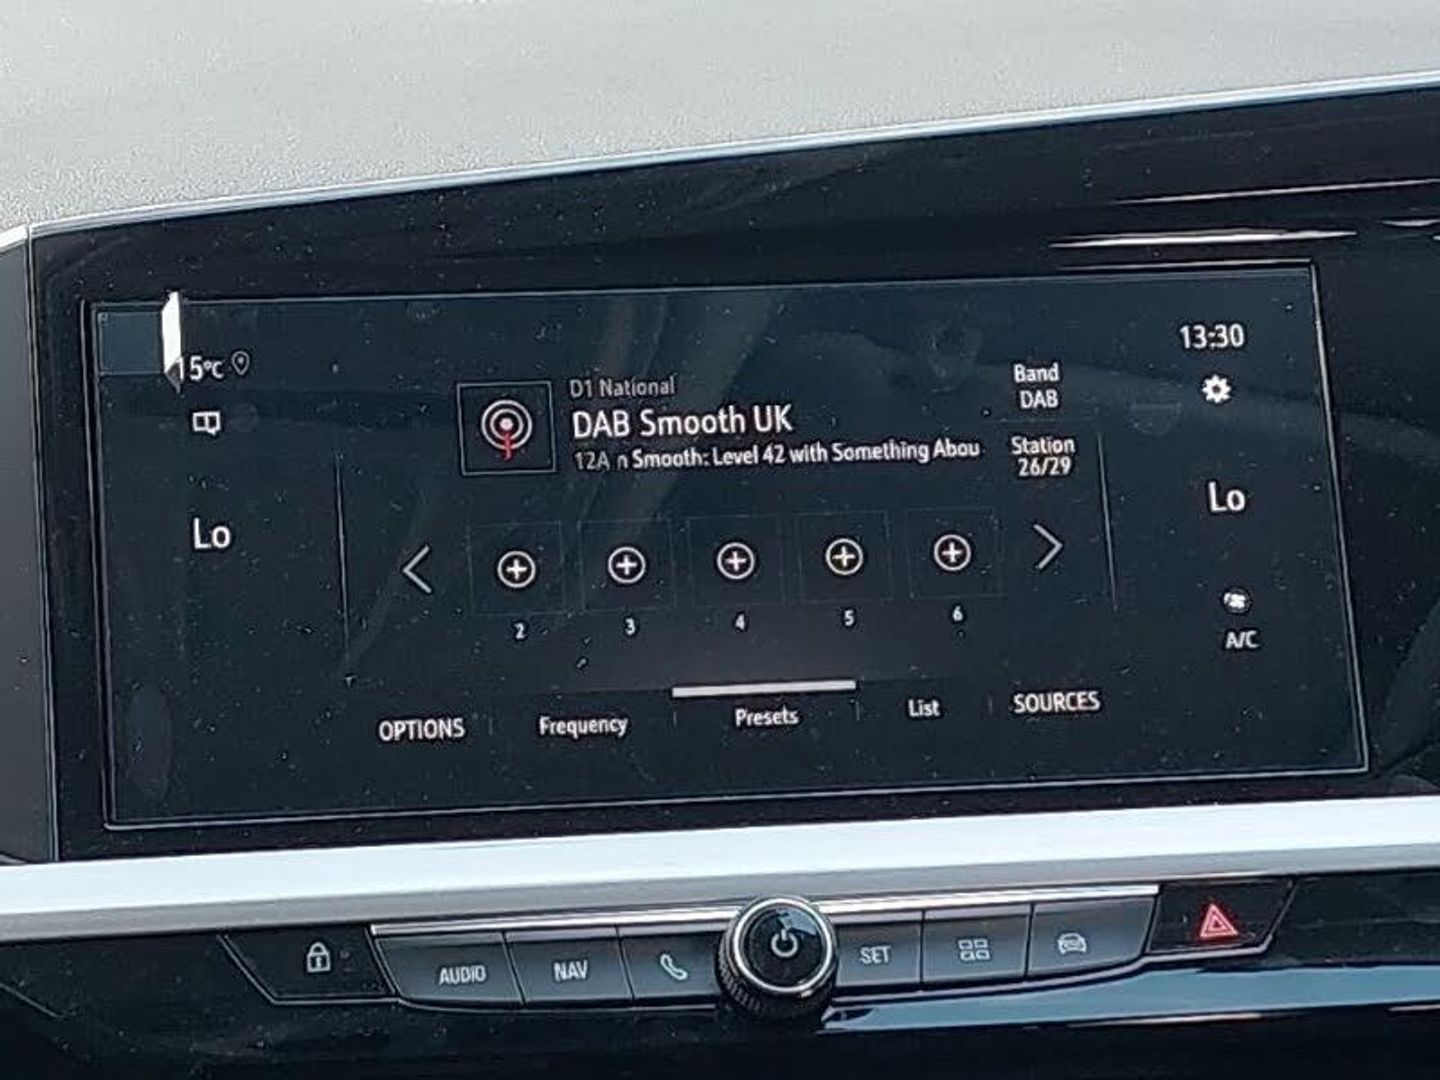 13:30
5°C
D1 National
DAB Smooth UK
n Smooth: Level 42 with Something Abou
Band
DAB
Station
26/29
Lo
Lo
2 3 4 5 6
A/C
OPTIONS Frequency Presets List SOURCES
AUDIO NAV SET